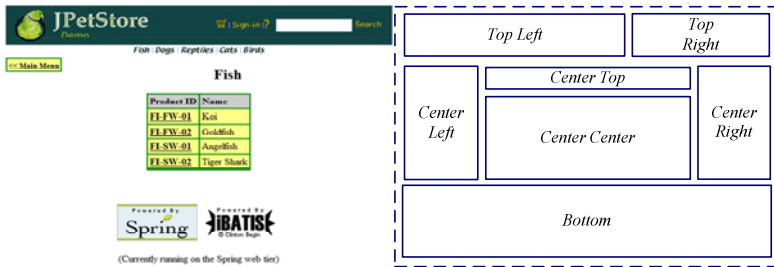 JPetStore
Demo
| Sign-in | ?
Search
Fish | Dogs | Reptiles | Cats | Birds
<< Main Menu
Fish
Product ID Name
FI-FW-01 Koi
FI-FW-02 Goldfish
FI-SW-01 Angelfish
FI-SW-02 Tiger Shark
Powered By
Spring
Powered By
iBATIS
© Clinton Begin
(Currently running on the Spring web tier)
Top Left
Top
Right
Center Top
Center
Left
Center Center
Center
Right
Bottom